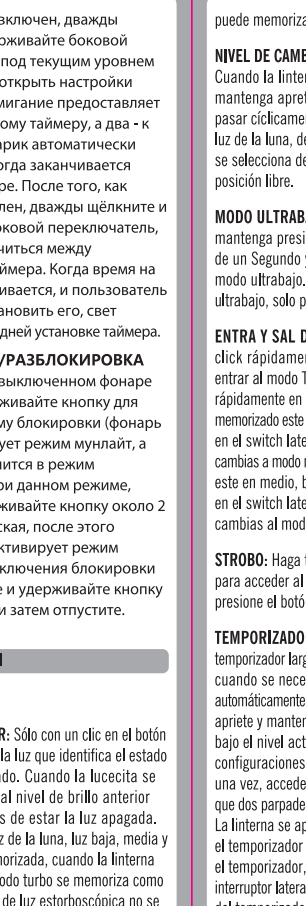 включен, дважды
рживайте боковой
под текущим уровнем
открыть настройки
мигание предоставляет
ому таймеру, а два - к
арик автоматически
огда заканчивается
ре. После того, как
лен, дважды щёлкните и
оковой переключатель,
читься между
ймера. Когда время на
ивается, и пользователь
ановить его, свет
дней установке таймера.
/РАЗБЛОКИРОВКА
выключенном фонаре
живайте кнопку для
му блокировки (фонарь
ует режим мунлайт, а
ится в режим
ри данном режиме,
живайте кнопку около 2
ская, после этого
ктивирует режим
ключения блокировки
е и удерживайте кнопку
и затем отпустите.
R: Sólo con un clic en el botón
la luz que identifica el estado
do. Cuando la lucecita se
al nivel de brillo anterior
s de estar la luz apagada.
z de la luna, luz baja, media y
orizada, cuando la linterna
odo turbo se memoriza como
de luz estorboscópica no se
puede memoriza
NIVEL DE CAMB
Cuando la linter
mantenga apret
pasar cíclicame
luz de la luna, de
se selecciona de
posición libre.
MODO ULTRABA
mantenga presi
de un Segundo y
modo ultrabajo.
ultrabajo, solo p
ENTRA Y SAL D
click rápidame
entrar al modo T
rápidamente en
memorizado este
en el switch late
cambias a modo m
este en medio, b
en el switch late
cambias al mod
STROBO: Haga t
para acceder al
presione el botó
TEMPORIZADO
temporizador larg
cuando se nece
automáticamente
apriete y manten
bajo el nivel act
configuraciones
una vez, accede
que dos parpade
La linterna se ap
el temporizador
el temporizador,
interruptor latera